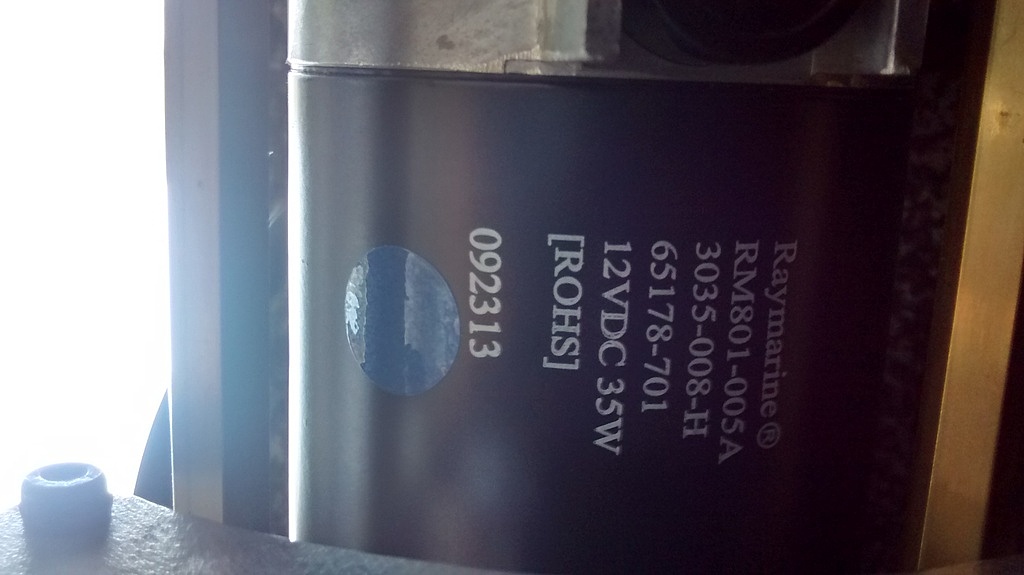 Raymarine®
RM801-005A
3035-008-H
65178-701
12VDC 35W
[ROHS]
092313